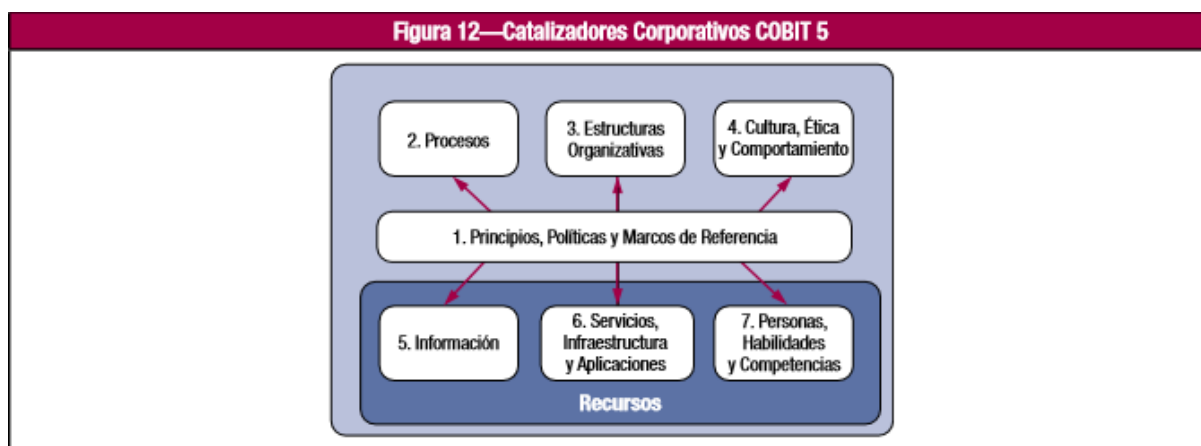 Figura 12—Catalizadores Corporativos COBIT 5
2. Procesos
3. Estructuras
Organizativas
4. Cultura, Ética
y Comportamiento
1. Principios, Políticas y Marcos de Referencia
5. Información
6. Servicios,
Infraestructura
y Aplicaciones
7. Personas,
Habilidades
y Competencias
Recursos